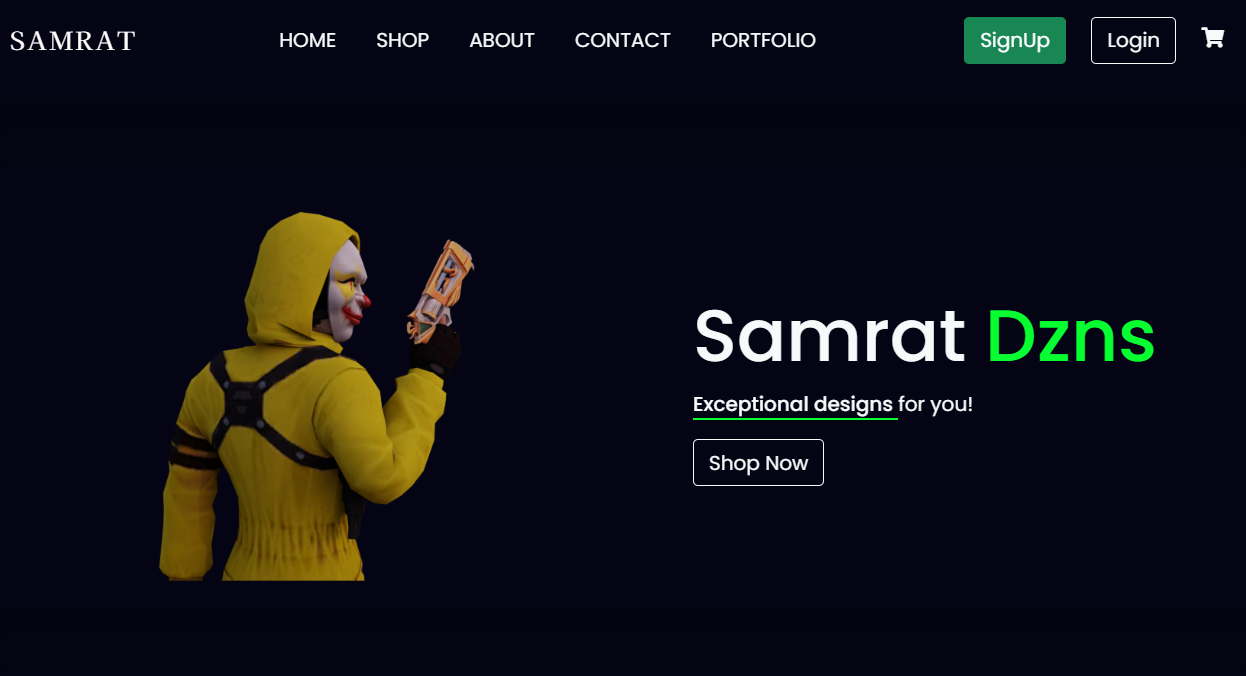 SAMRAT HOME SHOP ABOUT CONTACT PORTFOLIO SignUp Login
Samrat Dzns
Exceptional designs for you!
Shop Now